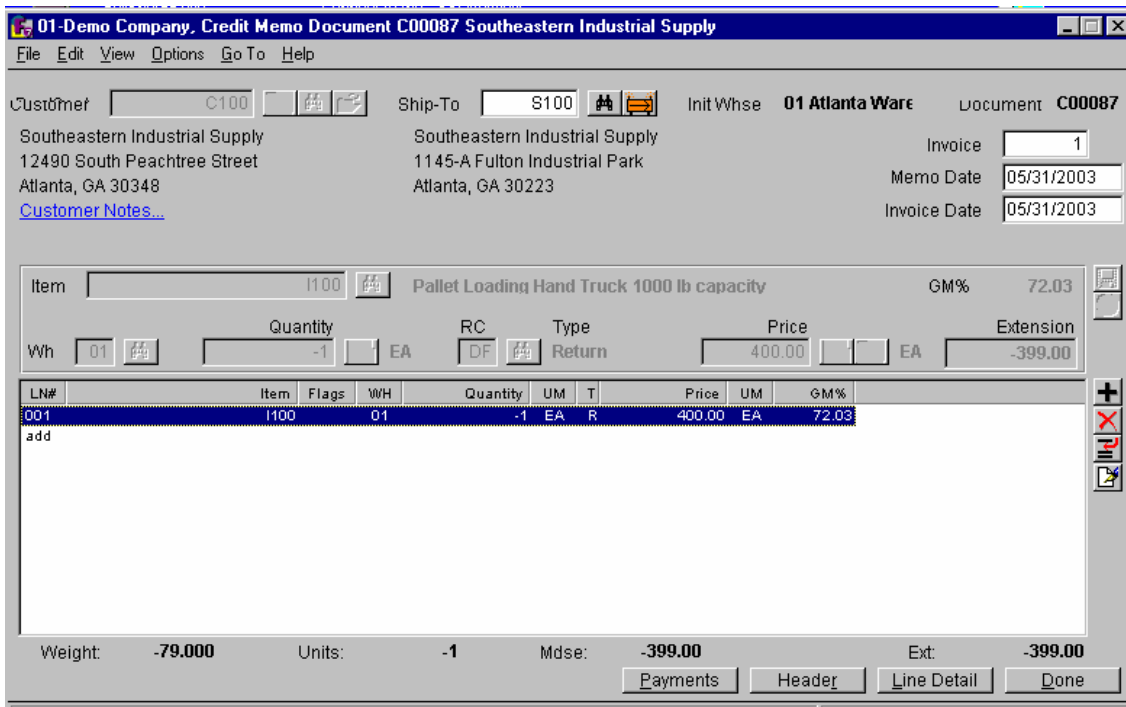 01-Demo Company, Credit Memo Document C00087 Southeastern Industrial Supply
File Edit View Options Go To Help
Customer C100 Ship-To S100 Init Whse 01 Atlanta Ware Document C00087
Southeastern Industrial Supply Southeastern Industrial Supply Invoice 1
12490 South Peachtree Street 1145-A Fulton Industrial Park Memo Date 05/31/2003
Atlanta, GA 30348 Atlanta, GA 30223
Customer Notes... Invoice Date 05/31/2003
Item I100 Pallet Loading Hand Truck 1000 lb capacity GM% 72.03
Quantity RC Type Price Extension
Wh 01 -1 EA DF Return 400.00 EA -399.00
LN# Item Flags WH Quantity UM T Price UM GM%
001 I100 01 -1 EA R 400.00 EA 72.03
add
Weight: -79.000 Units: -1 Mdse: -399.00 Ext: -399.00
Payments Header Line Detail Done